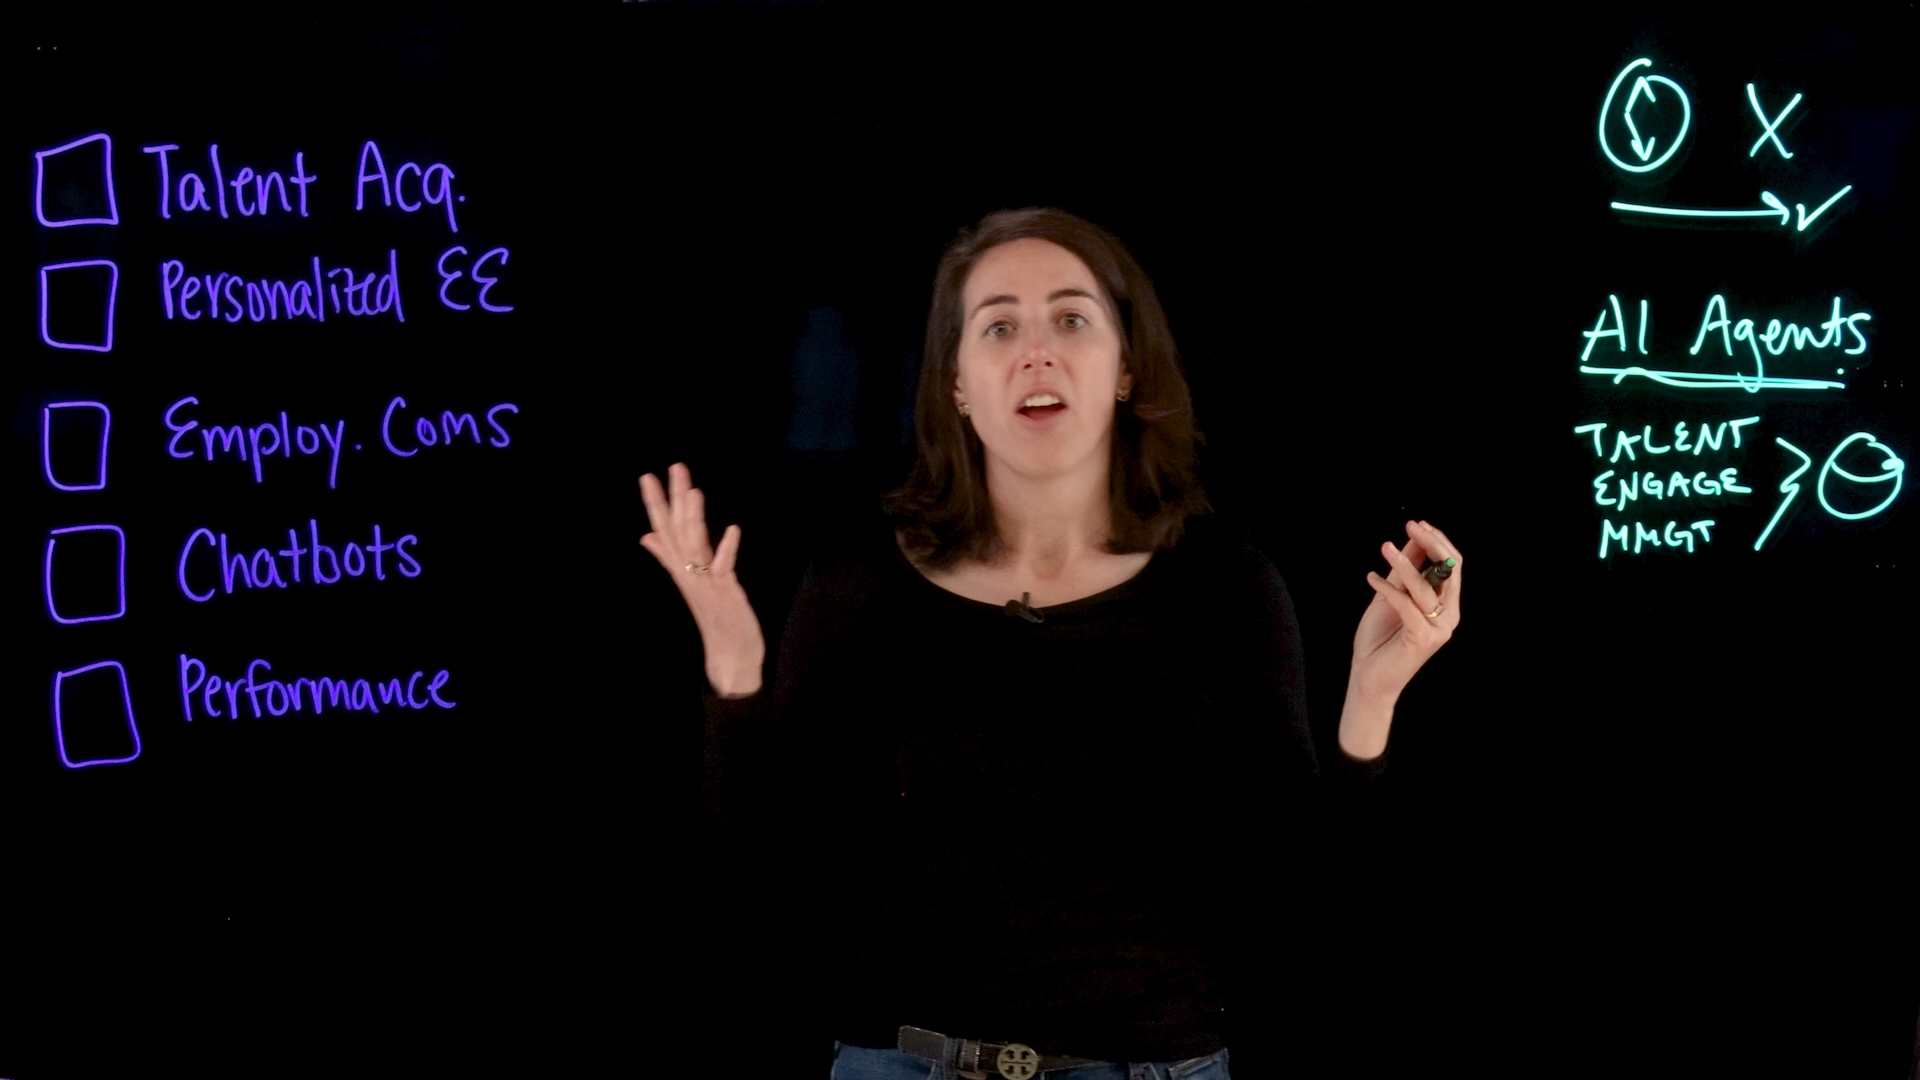 Talent Acq.
Personalized EE
Employ. Coms
Chatbots
Performance
X
AI Agents
TALENT
ENGAGE
MMGT